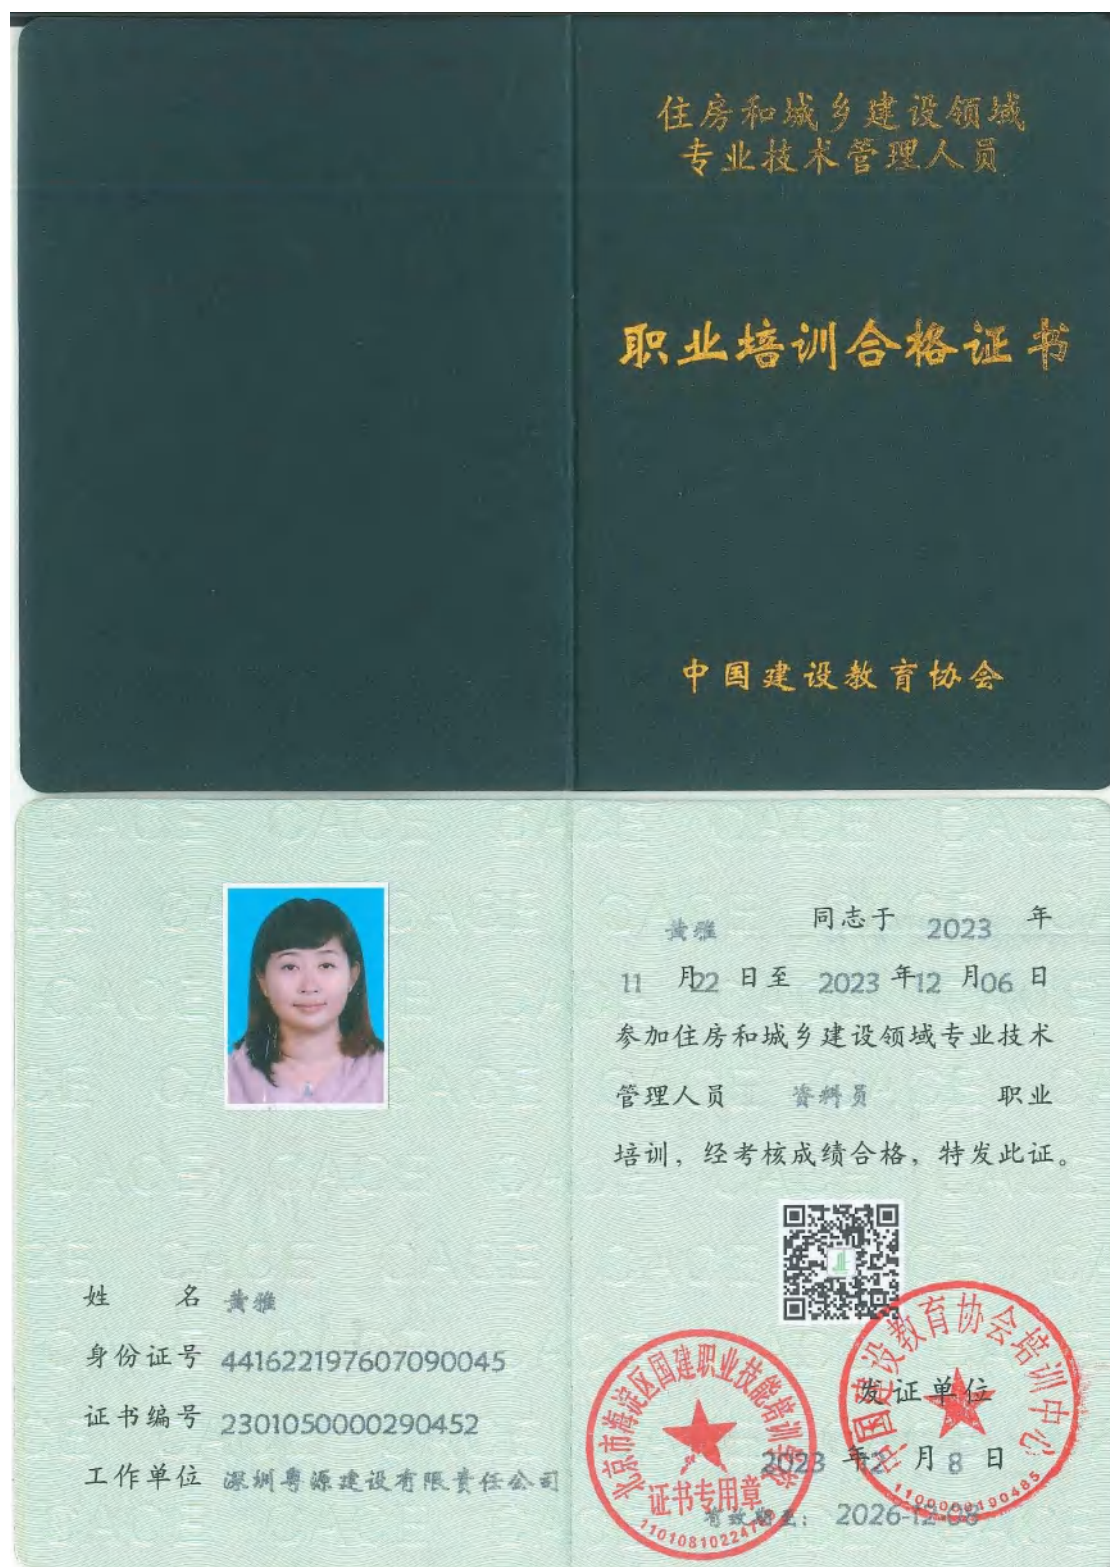 住房和城乡建设领域
专业技术管理人员
职业培训合格证书
中国建设教育协会
姓 名 黄雅
身份证号 441622197607090045
证书编号 2301050000290452
工作单位 深圳粤源建设有限责任公司
黄雅 同志于 2023 年
11 月22 日至 2023 年12 月06 日
参加住房和城乡建设领域专业技术
管理人员 资料员 职业
培训，经考核成绩合格，特发此证。
中国建设教育协会培训中心
发证单位
北京市海淀区国建职业技能培训学校
证书专用章
2023 年12 月 8 日
有效期至： 2026-12-08